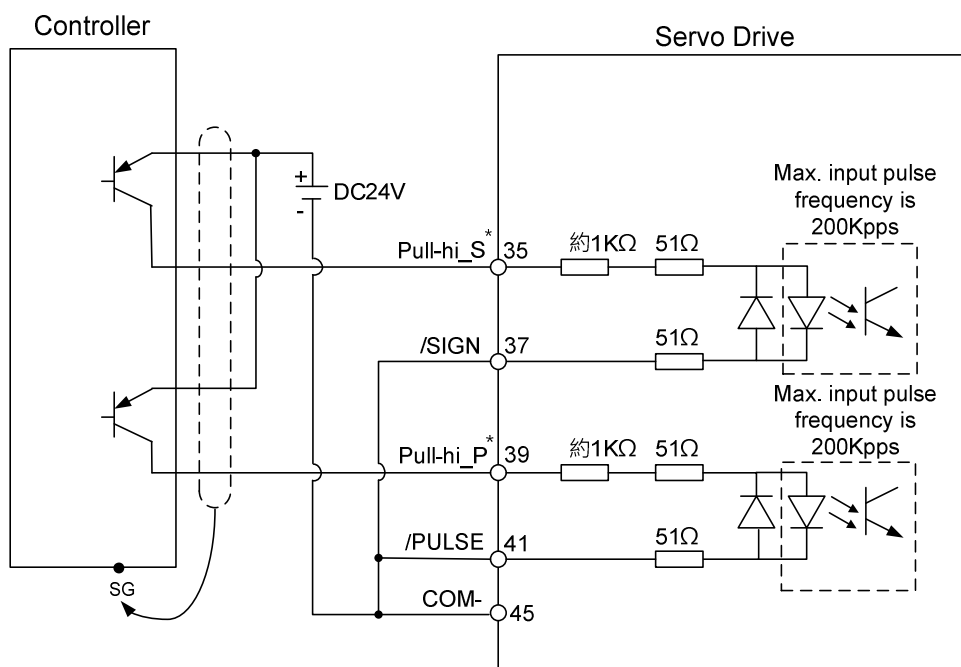 Controller
Servo Drive
Max. input pulse
frequency is
200Kpps
+
DC24V
-
Pull-hi_S*
35
約1KΩ
51Ω
/SIGN
37
51Ω
Max. input pulse
frequency is
200Kpps
Pull-hi_P*
39
約1KΩ
51Ω
/PULSE
41
51Ω
SG
COM-
45